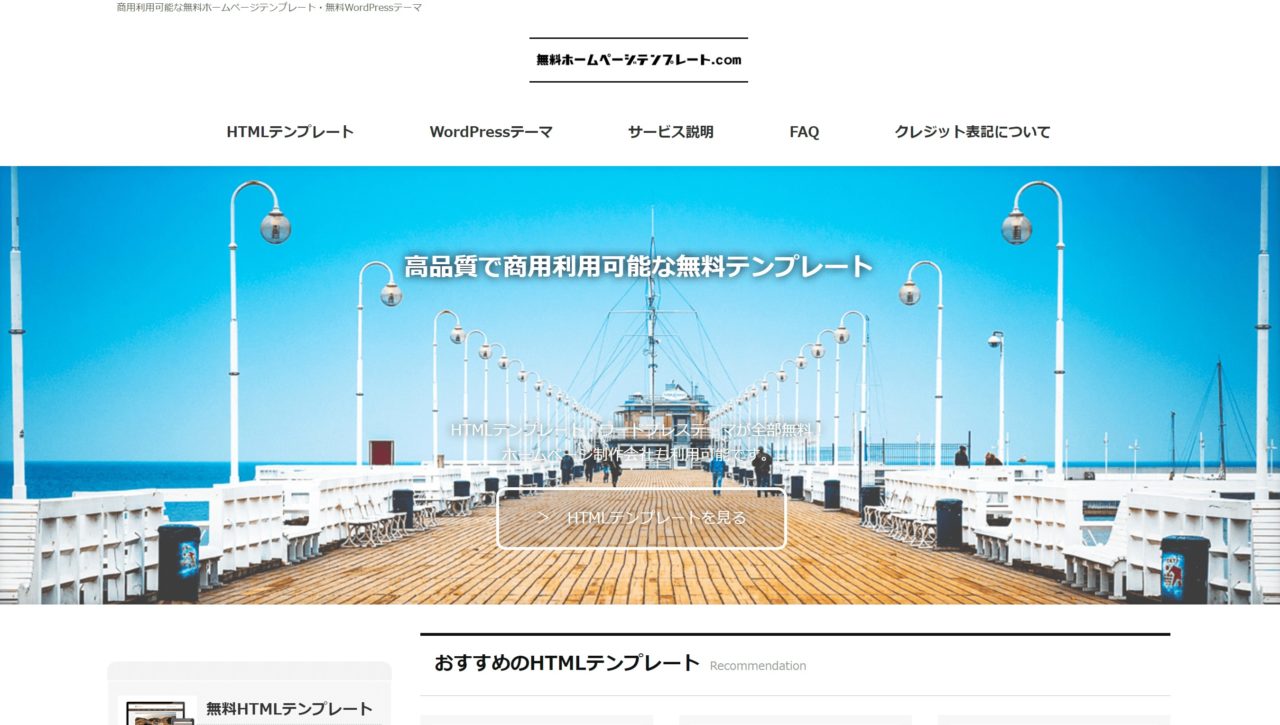 商用利用可能な無料ホームページテンプレート・無料WordPressテーマ
無料ホームページテンプレート.com
HTMLテンプレート WordPressテーマ サービス説明 FAQ クレジット表記について
高品質で商用利用可能な無料テンプレート
HTMLテンプレート・ワードプレステーマが全部無料。
ホームページ制作会社も利用可能です。
＞ HTMLテンプレートを見る
おすすめのHTMLテンプレート Recommendation
無料HTMLテンプレート